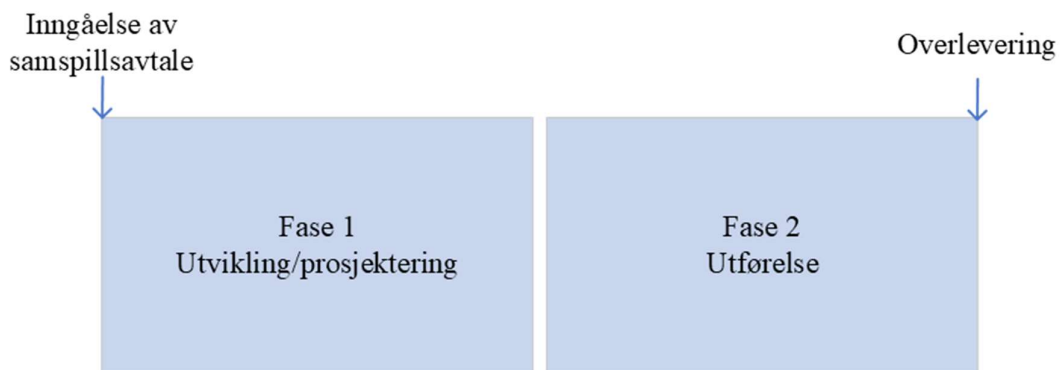 Inngåelse av
samspillsavtale
Overlevering
Fase 1
Utvikling/prosjektering
Fase 2
Utførelse